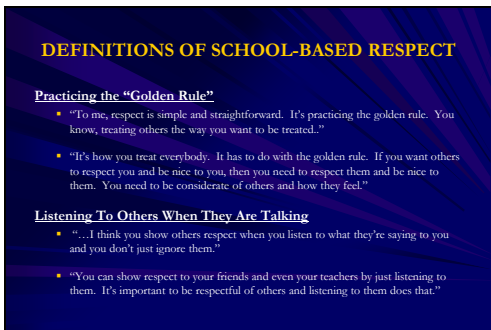 DEFINITIONS OF SCHOOL-BASED RESPECT
Practicing the “Golden Rule”
▪ “To me, respect is simple and straightforward. It's practicing the golden rule. You
know, treating others the way you want to be treated..”
▪ “It's how you treat everybody. It has to do with the golden rule. If you want others
to respect you and be nice to you, then you need to respect them and be nice to
them. You need to be considerate of others and how they feel.”
Listening To Others When They Are Talking
▪ “…I think you show others respect when you listen to what they're saying to you
and you don't just ignore them.”
▪ “You can show respect to your friends and even your teachers by just listening to
them. It's important to be respectful of others and listening to them does that.”